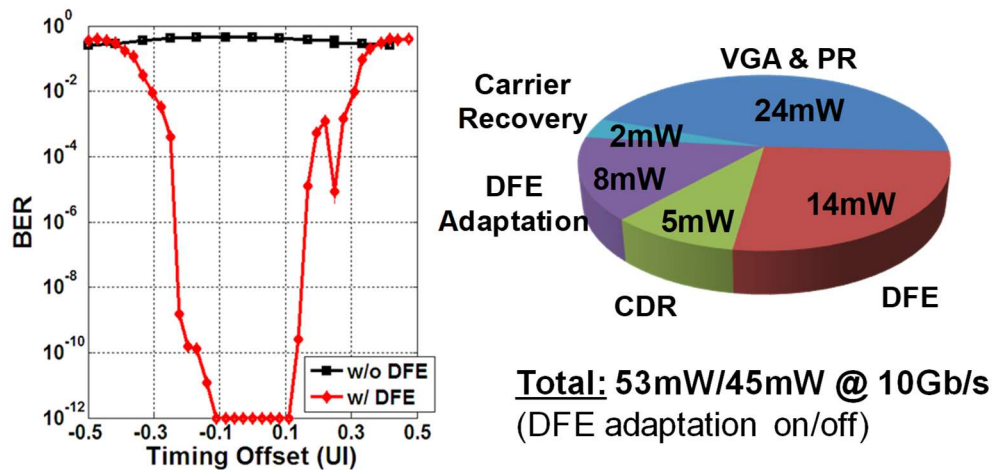 10^0
10^-2
10^-4
10^-6
10^-8
10^-10
10^-12
BER
-0.5 -0.3 -0.1 0.1 0.3 0.5
Timing Offset (UI)
w/o DFE
w/ DFE
VGA & PR
24mW
Carrier
Recovery
2mW
DFE
Adaptation
8mW
5mW
14mW
CDR
DFE
Total: 53mW/45mW @ 10Gb/s
(DFE adaptation on/off)